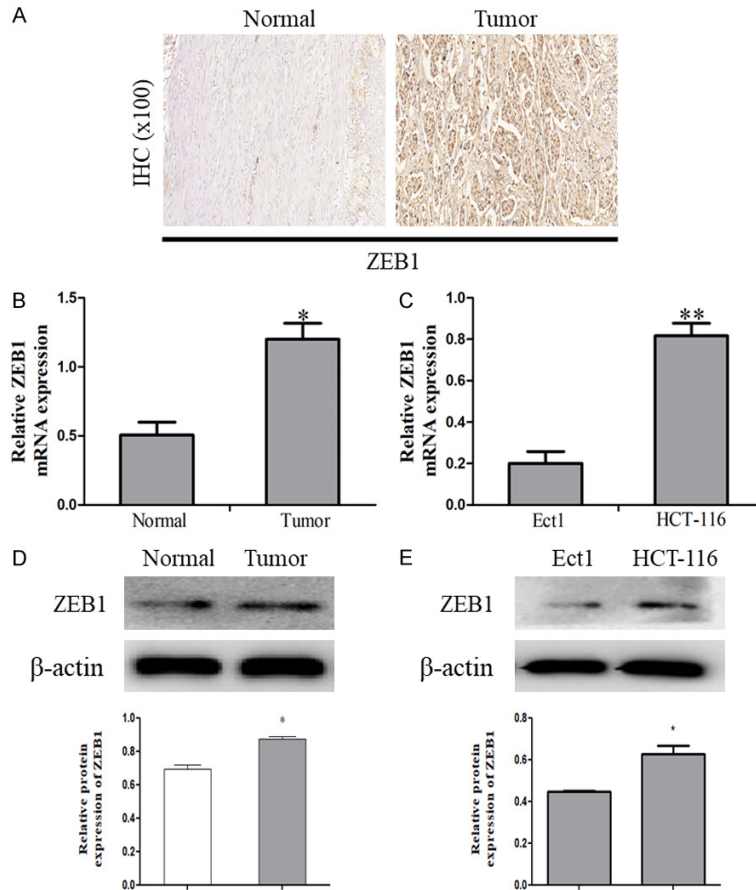 A
Normal Tumor
IHC (x100)
ZEB1
B
Relative ZEB1
mRNA expression
1.5
1.0
0.5
0.0
*
Normal Tumor
C
Relative ZEB1
mRNA expression
0.8
0.6
0.4
0.2
0.0
**
Ect1 HCT-116
D
Normal Tumor
ZEB1
β-actin
Relative protein
expression of ZEB1
1.0
0.8
0.6
0.4
0.2
0.0
*
E
Ect1 HCT-116
ZEB1
β-actin
Relative protein
expression of ZEB1
0.8
0.6
0.4
0.2
0.0
*